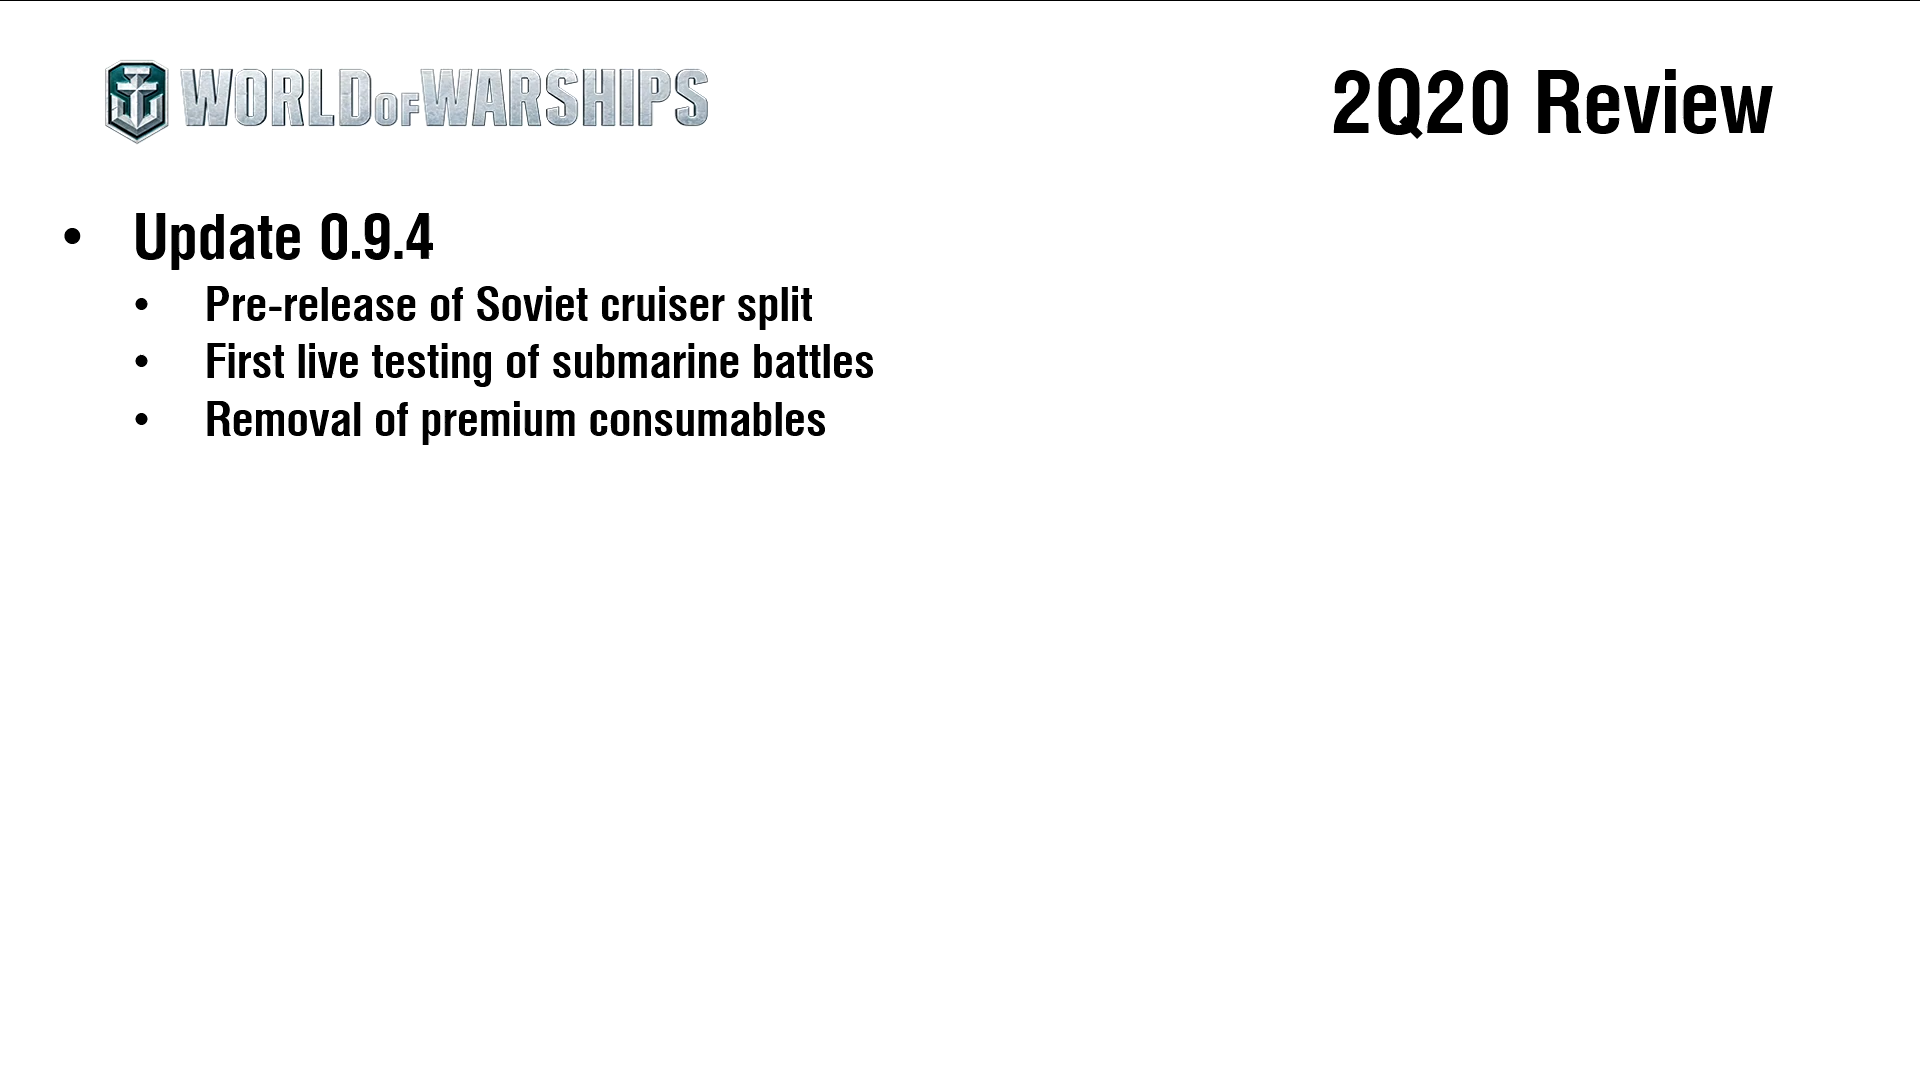 WORLD OF WARSHIPS
2Q20 Review
• Update 0.9.4
• Pre-release of Soviet cruiser split
• First live testing of submarine battles
• Removal of premium consumables